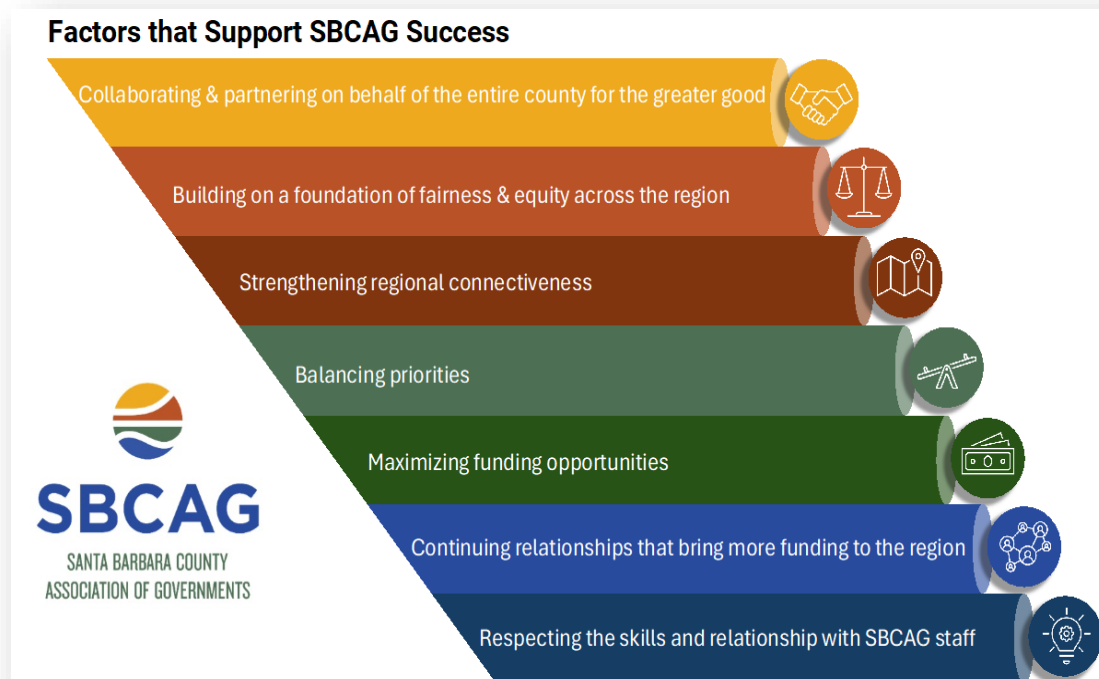 Factors that Support SBCAG Success
Collaborating & partnering on behalf of the entire county for the greater good
Building on a foundation of fairness & equity across the region
Strengthening regional connectiveness
Balancing priorities
Maximizing funding opportunities
Continuing relationships that bring more funding to the region
Respecting the skills and relationship with SBCAG staff
SBCAG
SANTA BARBARA COUNTY
ASSOCIATION OF GOVERNMENTS